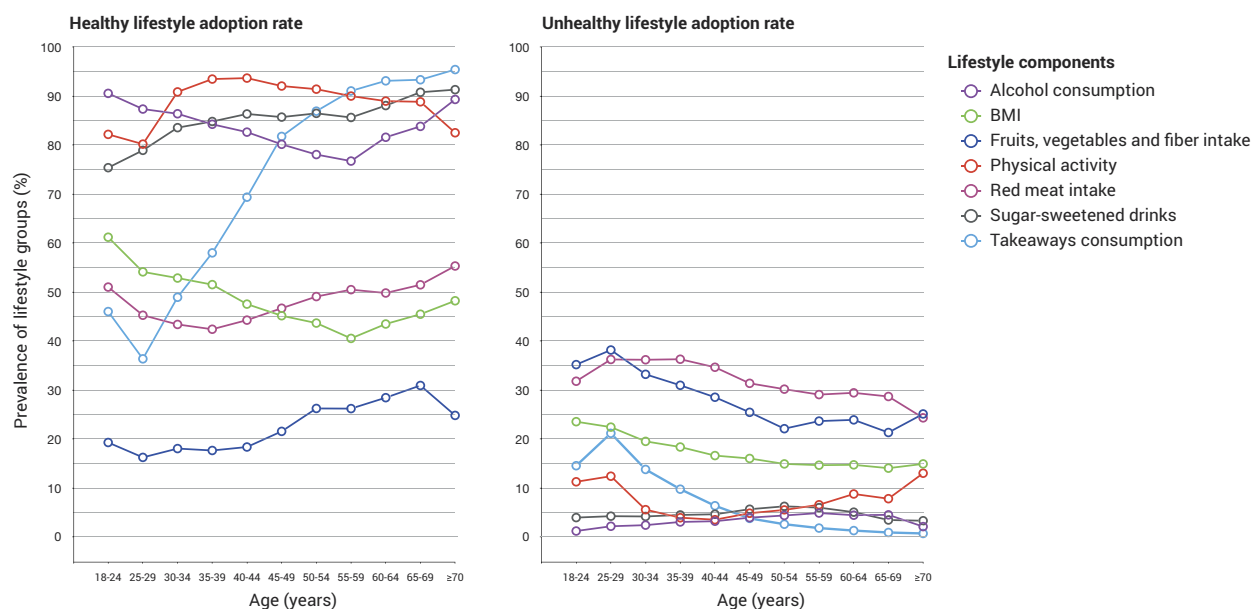 Healthy lifestyle adoption rate
Unhealthy lifestyle adoption rate
Prevalence of lifestyle groups (%)
100
90
80
70
60
50
40
30
20
10
0
18-24 25-29 30-34 35-39 40-44 45-49 50-54 55-59 60-64 65-69 ≥70
Age (years)
100
90
80
70
60
50
40
30
20
10
0
18-24 25-29 30-34 35-39 40-44 45-49 50-54 55-59 60-64 65-69 ≥70
Age (years)
Lifestyle components
Alcohol consumption
BMI
Fruits, vegetables and fiber intake
Physical activity
Red meat intake
Sugar-sweetened drinks
Takeaways consumption